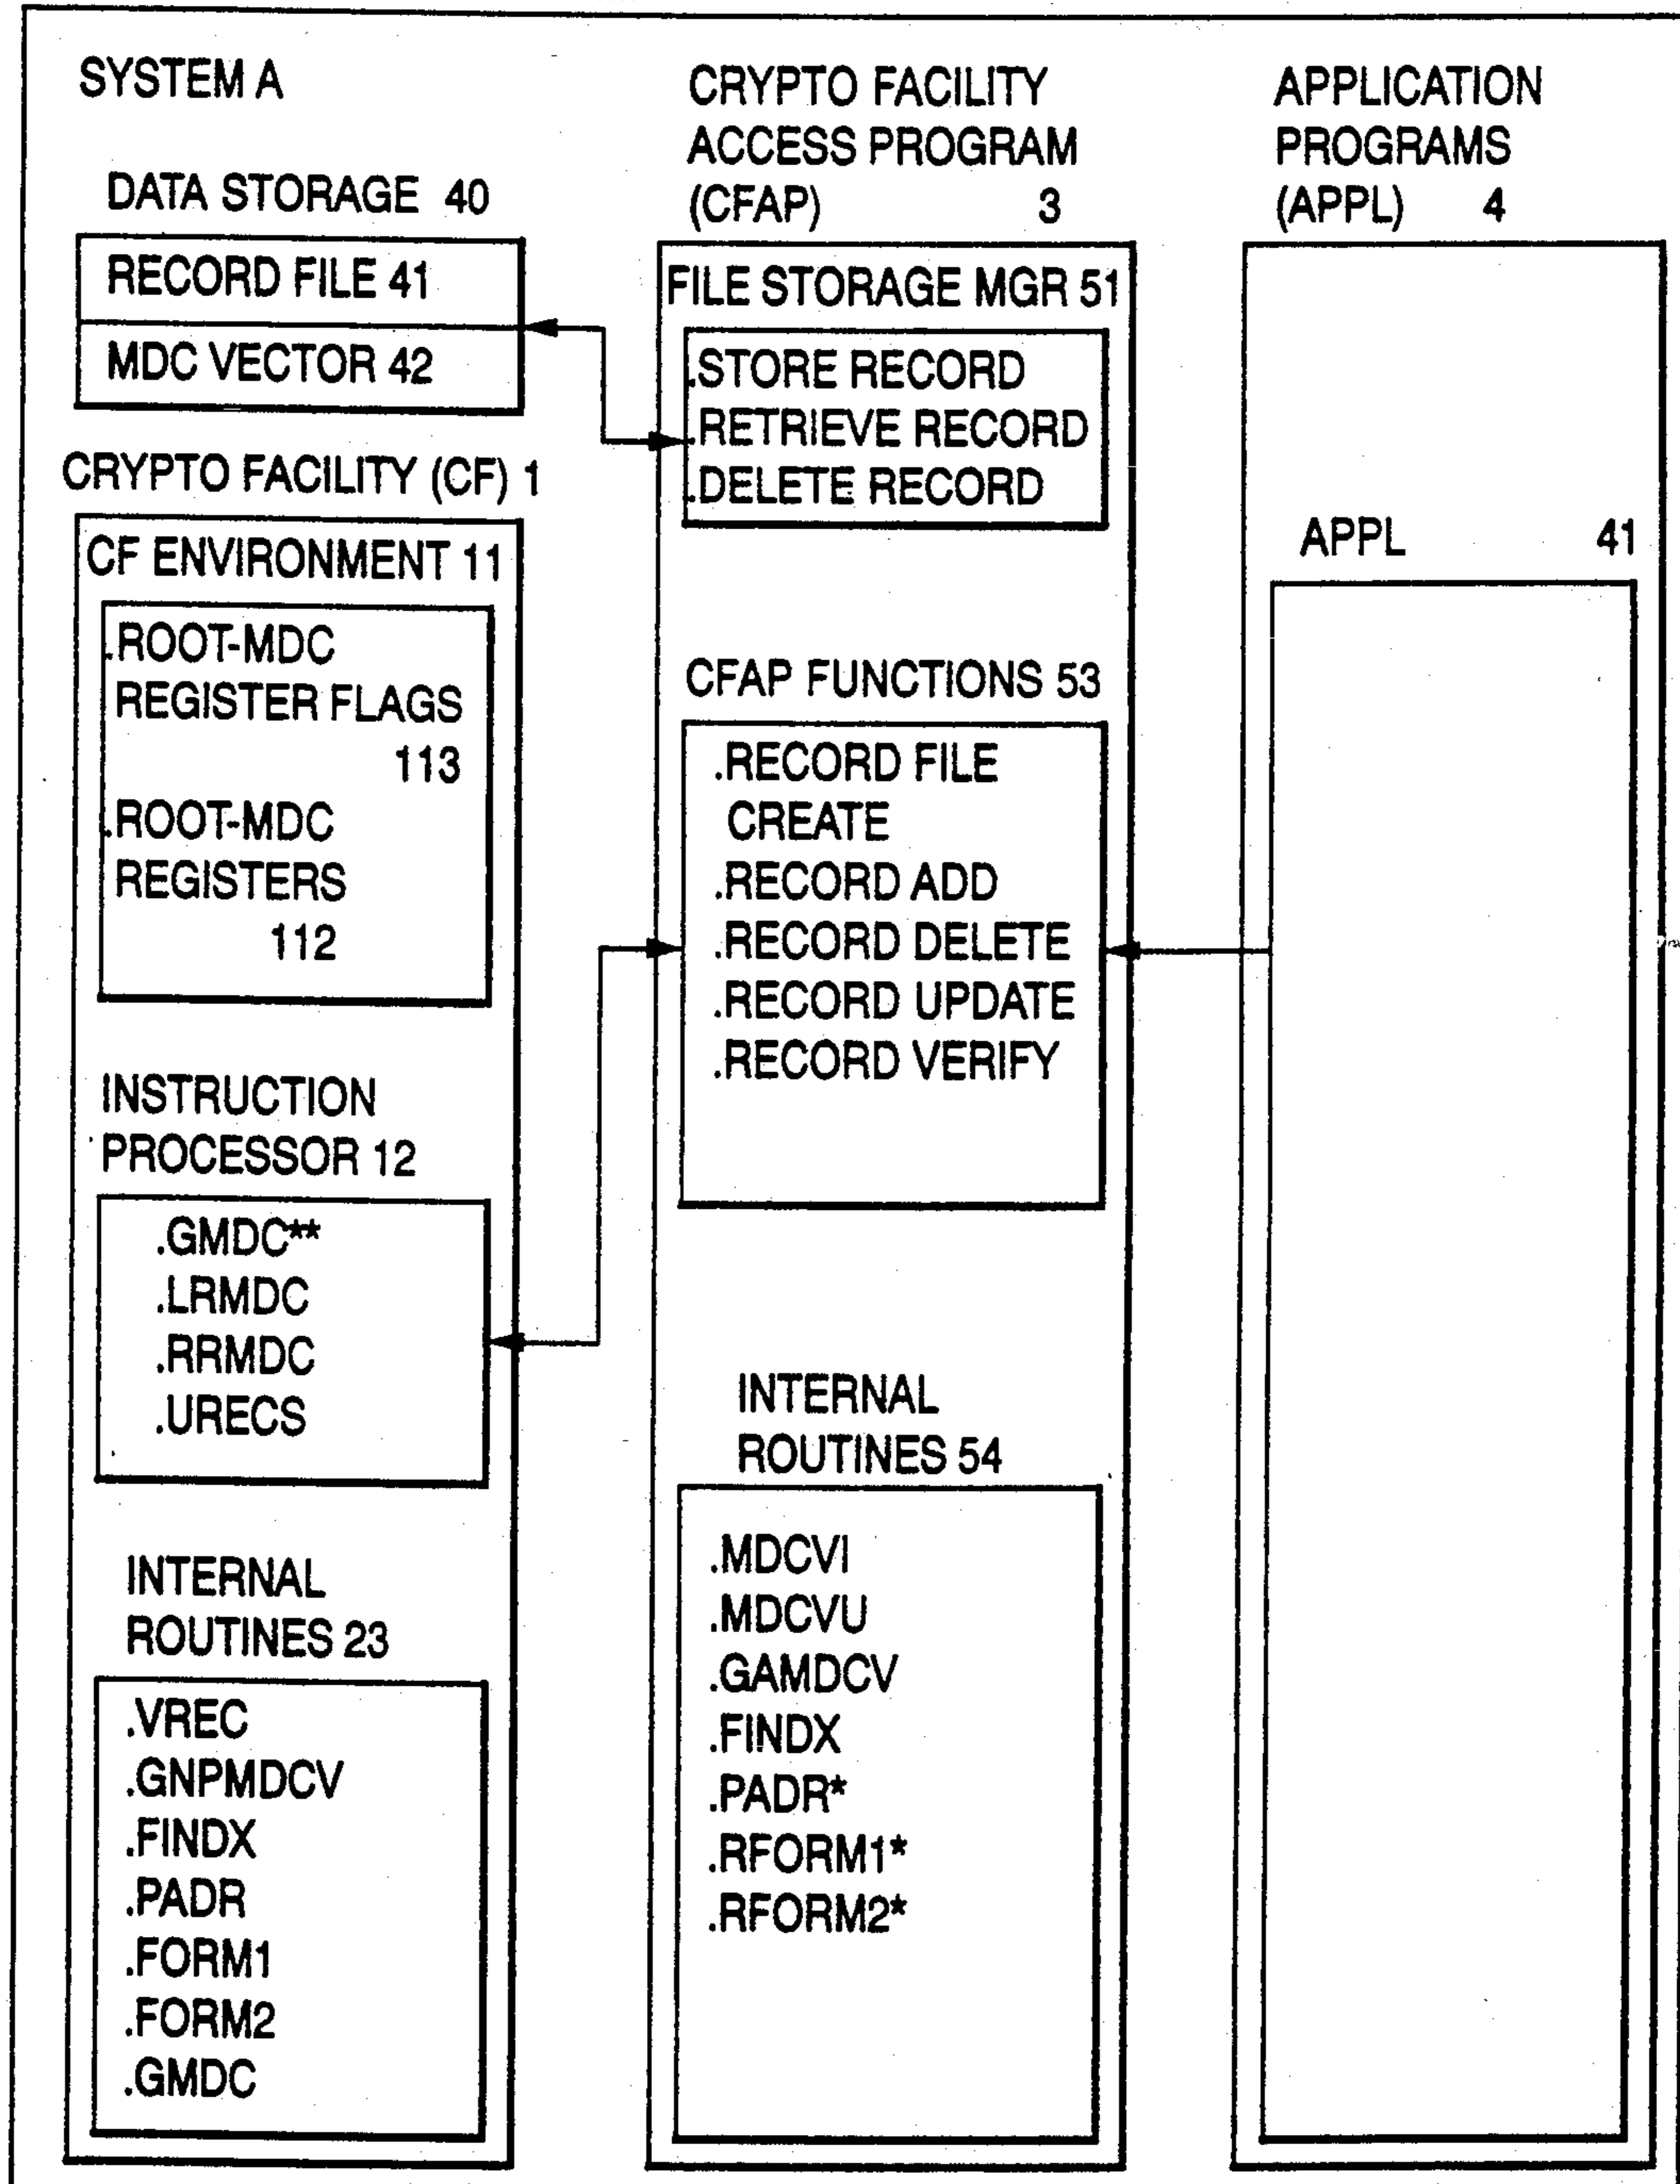 SYSTEM A
DATA STORAGE 40
RECORD FILE 41
MDC VECTOR 42
CRYPTO FACILITY (CF) 1
CF ENVIRONMENT 11
.ROOT-MDC
REGISTER FLAGS
113
.ROOT-MDC
REGISTERS
112
INSTRUCTION
PROCESSOR 12
.GMDC**
.LRMDC
.RRMDC
.URECS
INTERNAL
ROUTINES 23
.VREC
.GNPMDCV
.FINDX
.PADR
.FORM1
.FORM2
.GMDC
CRYPTO FACILITY
ACCESS PROGRAM
(CFAP) 3
FILE STORAGE MGR 51
.STORE RECORD
.RETRIEVE RECORD
.DELETE RECORD
CFAP FUNCTIONS 53
.RECORD FILE
CREATE
.RECORD ADD
.RECORD DELETE
.RECORD UPDATE
.RECORD VERIFY
INTERNAL
ROUTINES 54
.MDCVI
.MDCVU
.GAMDCV
.FINDX
.PADR*
.RFORM1*
.RFORM2*
APPLICATION
PROGRAMS
(APPL) 4
APPL 41